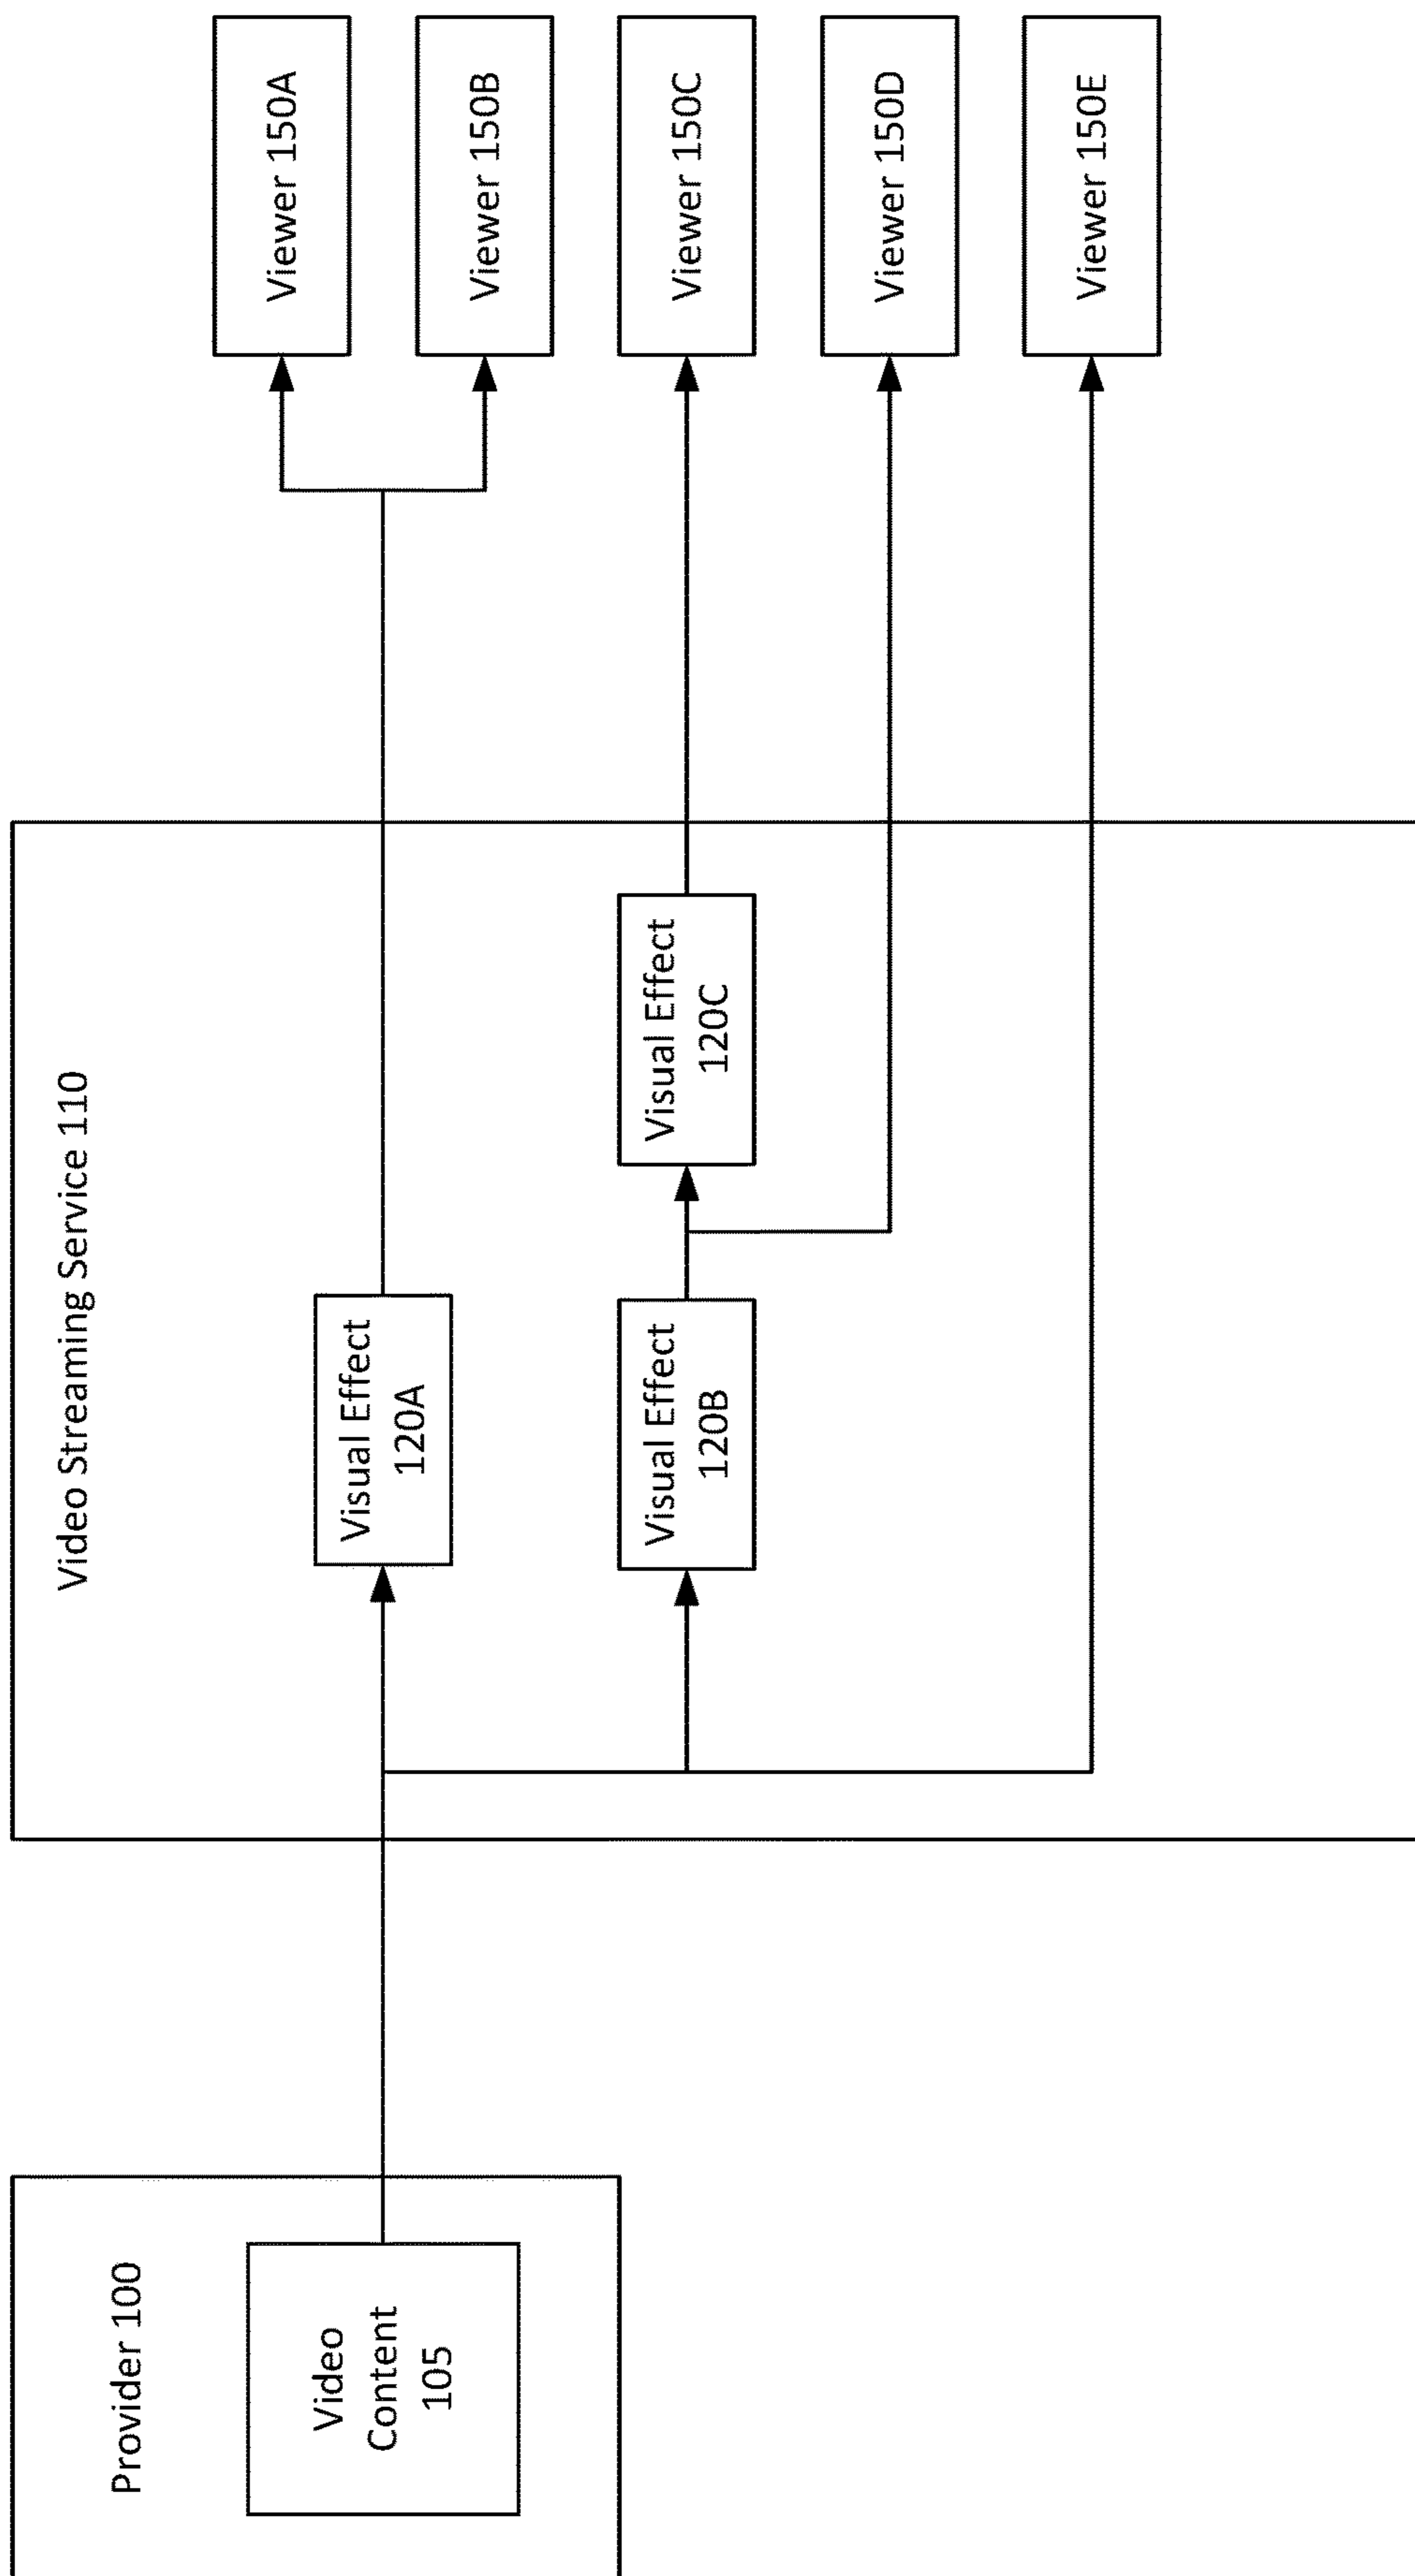 Provider 100
Video
Content
105
Video Streaming Service 110
Visual Effect
120A
Visual Effect
120B
Visual Effect
120C
Viewer 150A
Viewer 150B
Viewer 150C
Viewer 150D
Viewer 150E